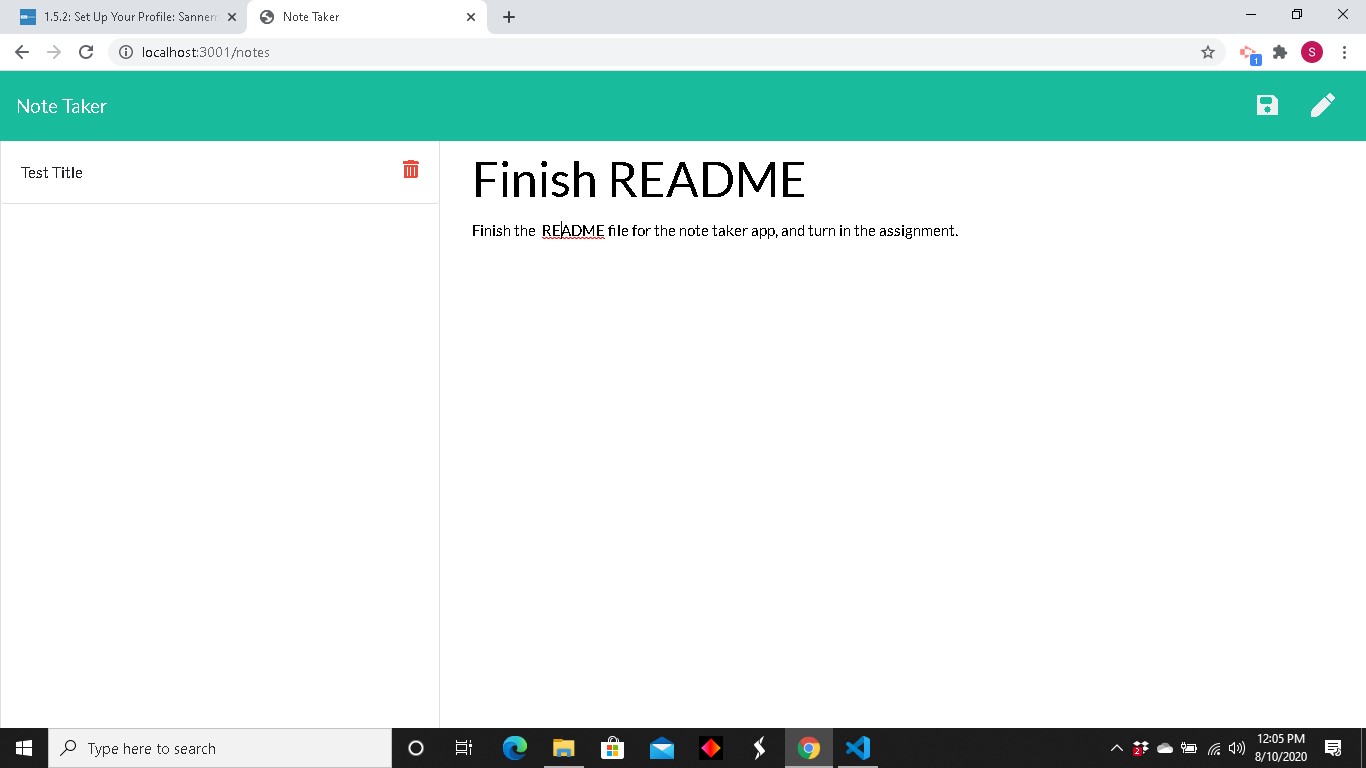 1.5.2: Set Up Your Profile: Sanner
Note Taker
localhost:3001/notes
S
1
Note Taker
Test Title
Finish README
Finish the  README file for the note taker app, and turn in the assignment.
Type here to search
2
12:05 PM
8/10/2020